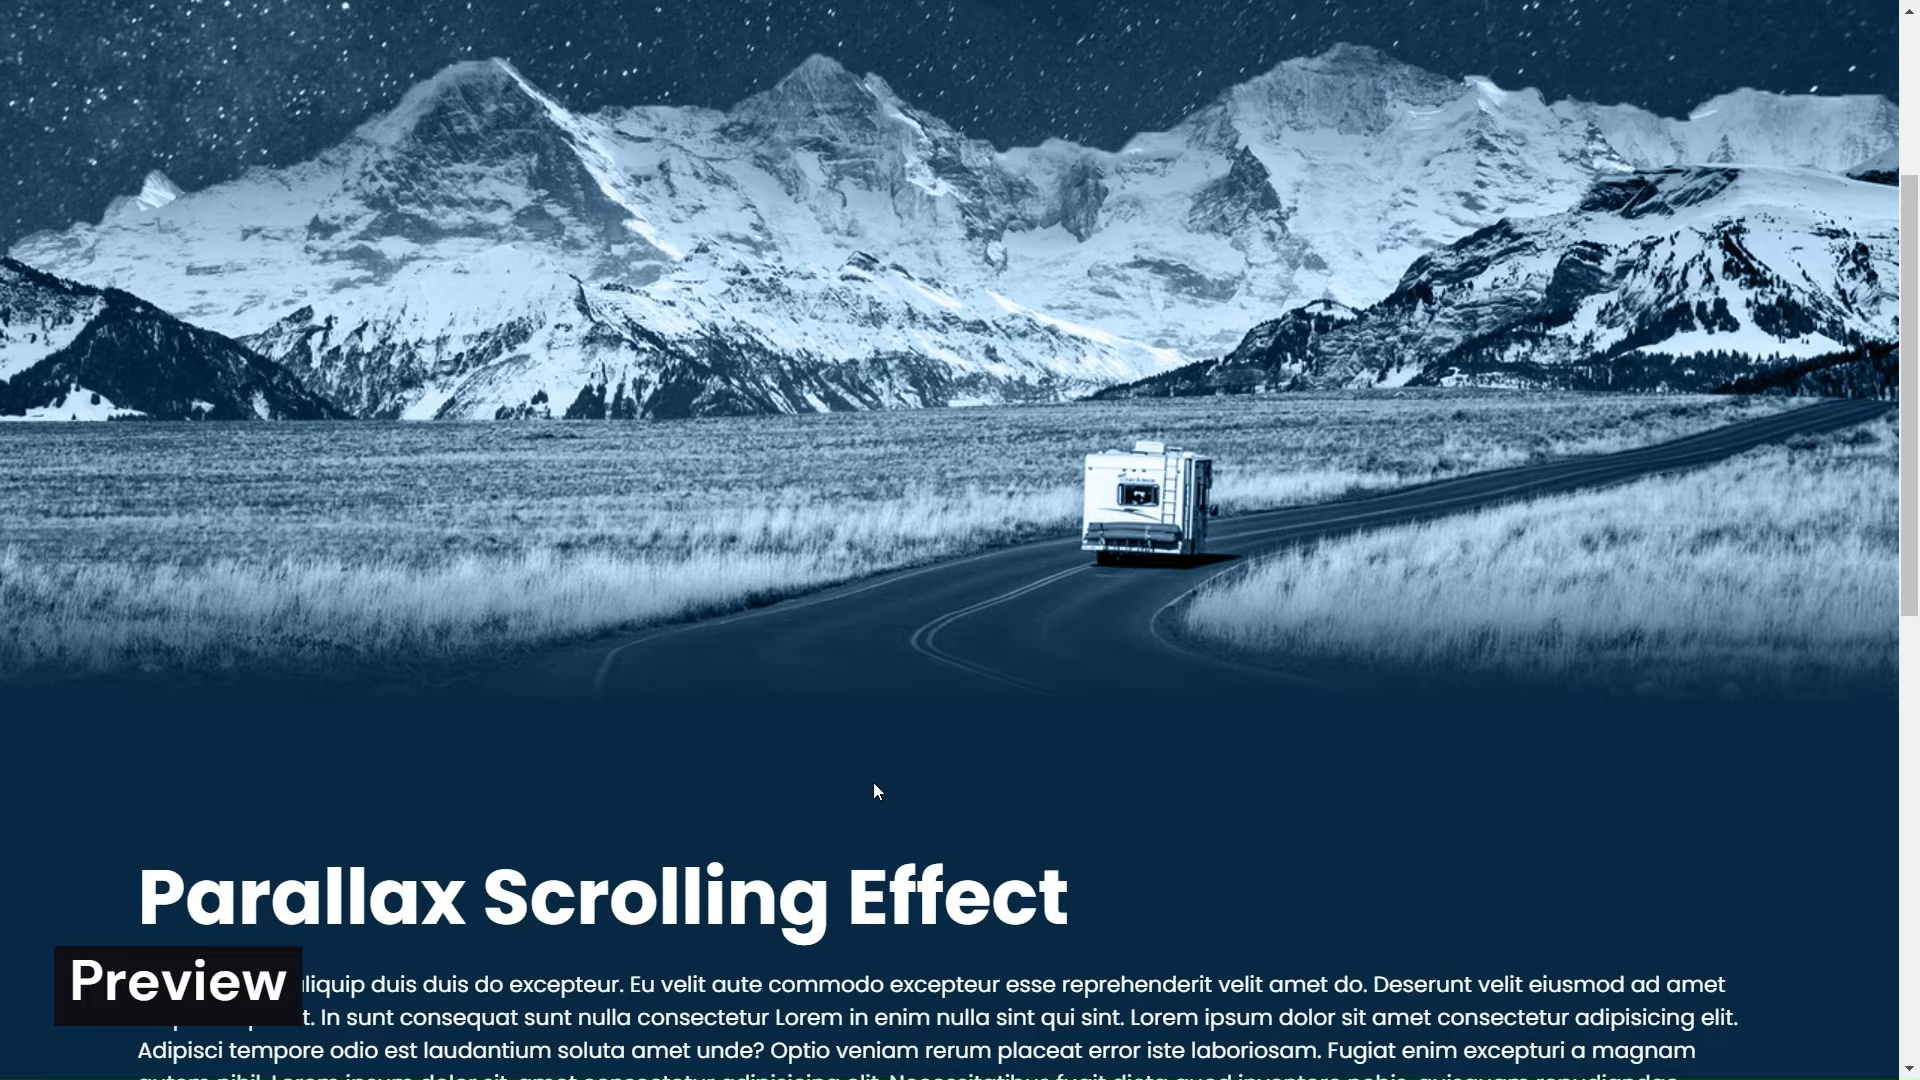 Parallax Scrolling Effect
Preview
liquip duis duis do excepteur. Eu velit aute commodo excepteur esse reprehenderit velit amet do. Deserunt velit eiusmod ad amet
t. In sunt consequat sunt nulla consectetur Lorem in enim nulla sint qui sint. Lorem ipsum dolor sit amet consectetur adipisicing elit.
Adipisci tempore odio est laudantium soluta amet unde? Optio veniam rerum placeat error iste laboriosam. Fugiat enim excepturi a magnam